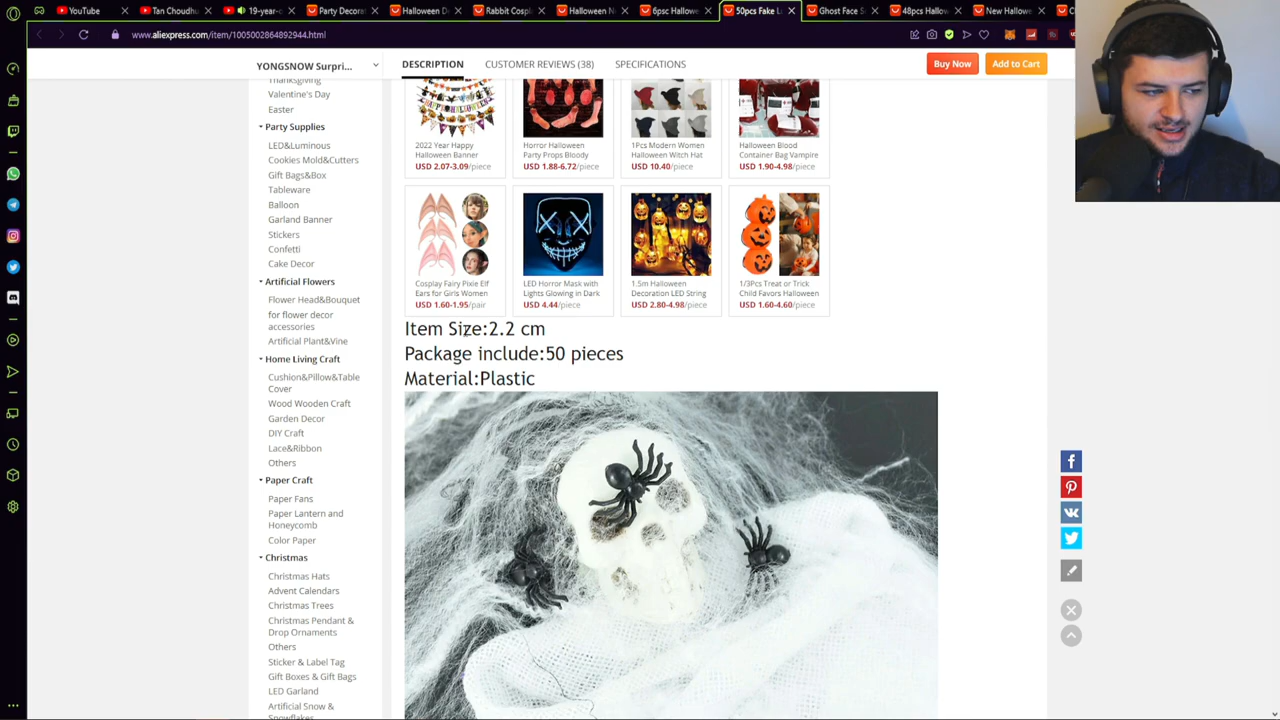 YouTube
Tan Choudhu
19-year-o
Party Decorat
Halloween D
Rabbit Cospl
Halloween N
6psc Hallowe
50pcs Fake L
Ghost Face S
48pcs Hallow
New Hallowe
www.aliexpress.com/item/1005002864892944.html
YONGSNOW Surpri...
DESCRIPTION
CUSTOMER REVIEWS (38)
SPECIFICATIONS
Buy Now
Add to Cart
Thanksgiving
Valentine's Day
Easter
Party Supplies
LED&Luminous
Cookies Mold&Cutters
Gift Bags&Box
Tableware
Balloon
Garland Banner
Stickers
Confetti
Cake Decor
Artificial Flowers
Flower Head&Bouquet
for flower decor
accessories
Artificial Plant&Vine
Home Living Craft
Cushion&Pillow&Table
Cover
Wood Wooden Craft
Garden Decor
DIY Craft
Lace&Ribbon
Others
Paper Craft
Paper Fans
Paper Lantern and
Honeycomb
Color Paper
Christmas
Christmas Hats
Advent Calendars
Christmas Trees
Christmas Pendant &
Drop Ornaments
Others
Sticker & Label Tag
Gift Boxes & Gift Bags
LED Garland
Artificial Snow &
Snowflakes
2022 Year Happy
Halloween Banner
USD 2.07-3.09/piece
Horror Halloween
Party Props Bloody
USD 1.88-6.72/piece
1Pcs Modern Women
Halloween Witch Hat
USD 10.40/piece
Halloween Blood
Container Bag Vampire
USD 1.90-4.98/piece
Cosplay Fairy Pixie Elf
Ears for Girls Women
USD 1.60-1.95/pair
LED Horror Mask with
Lights Glowing in Dark
USD 4.44/piece
1.5m Halloween
Decoration LED String
USD 2.80-4.98/piece
1/3Pcs Treat or Trick
Child Favors Halloween
USD 1.60-4.60/piece
Item Size:2.2 cm
Package include:50 pieces
Material:Plastic